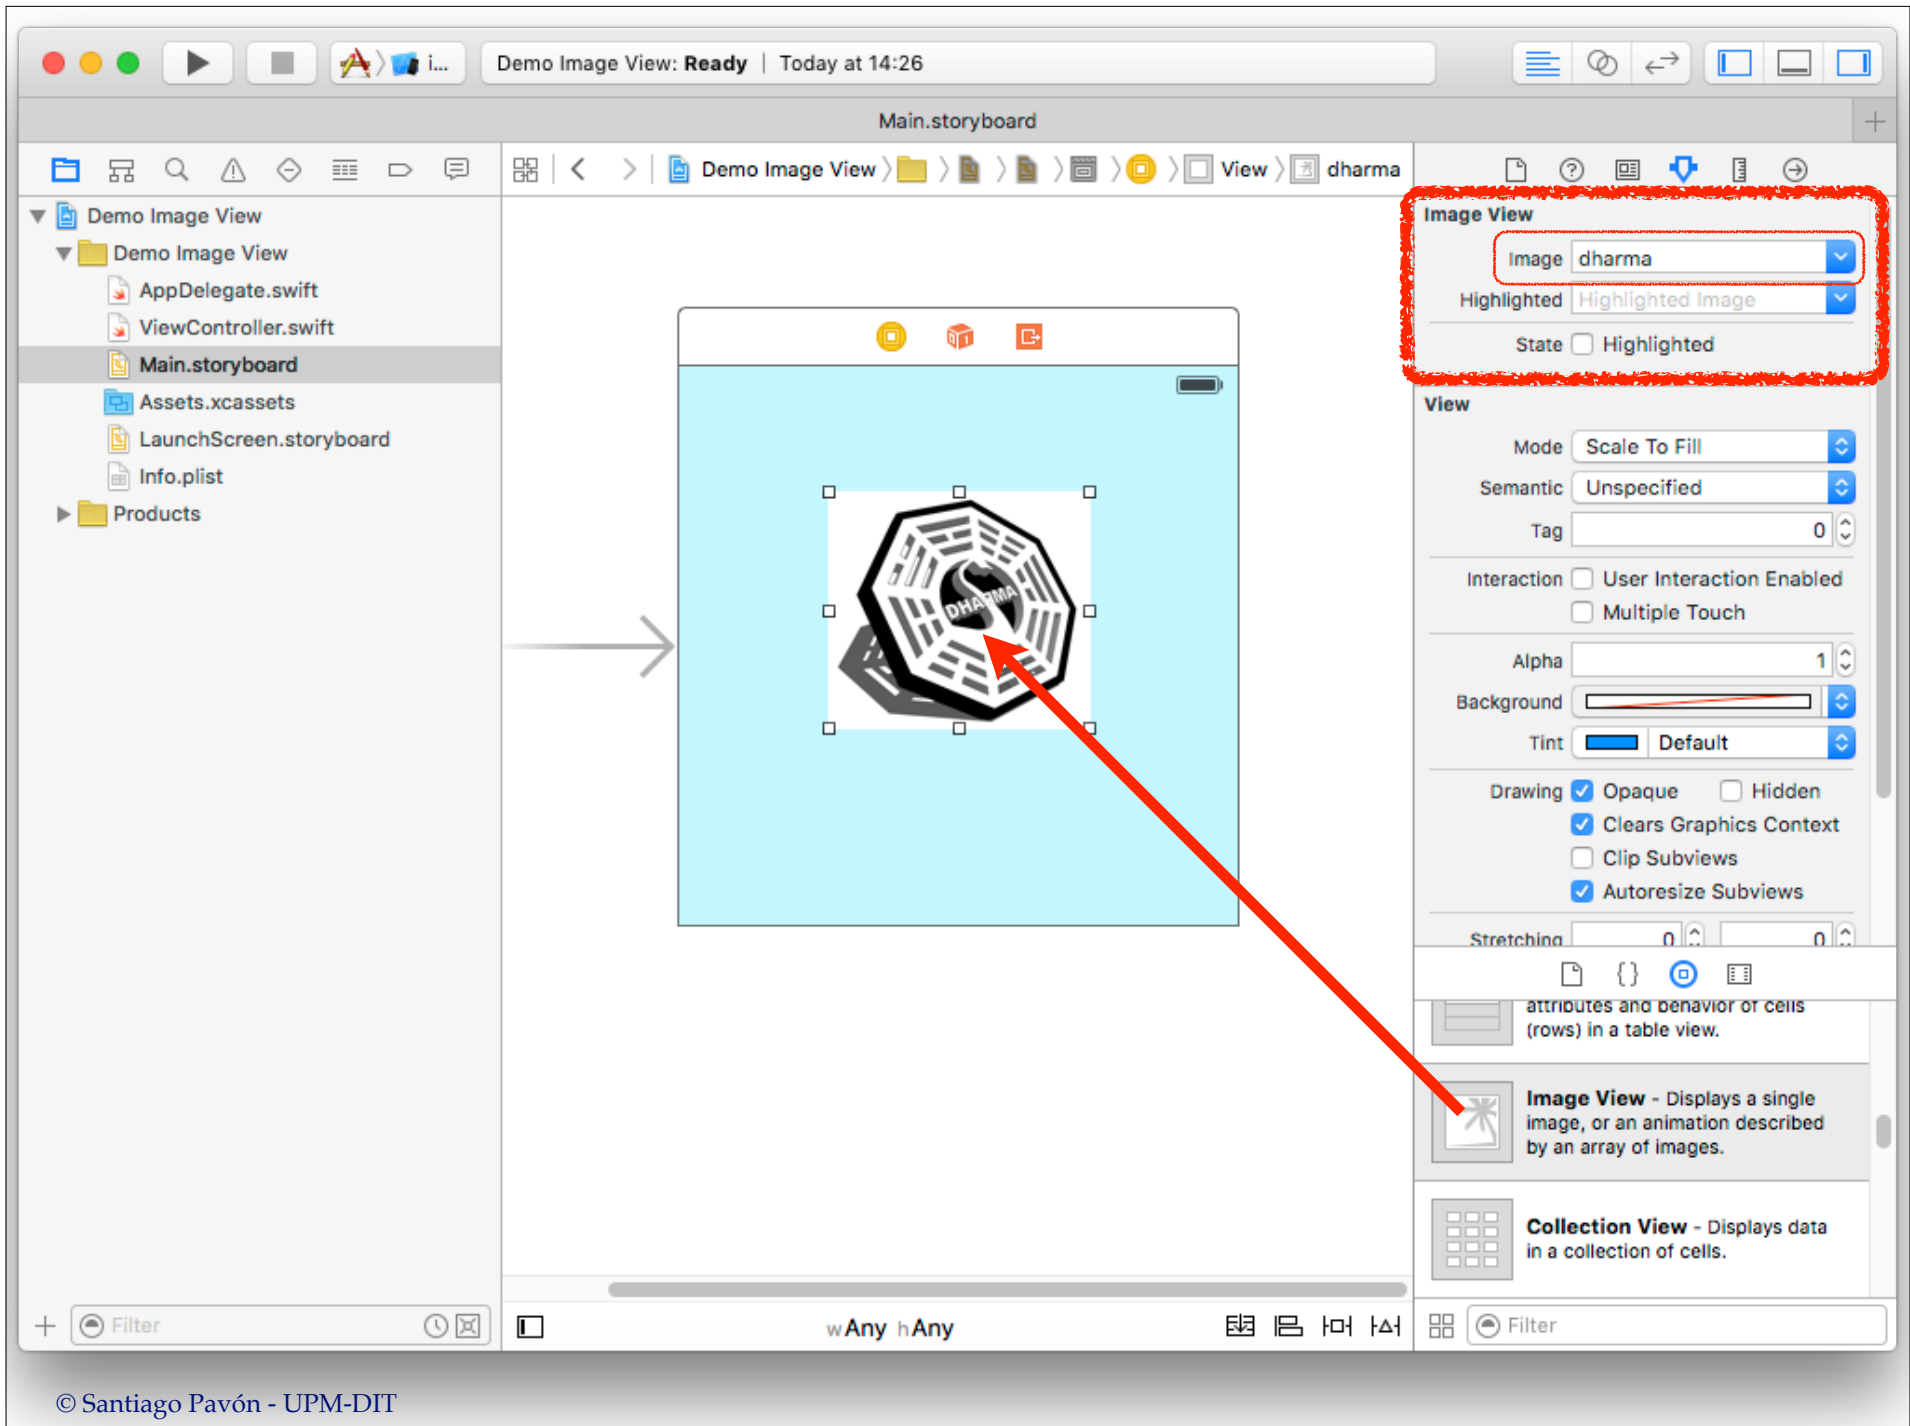 i...
Demo Image View: Ready | Today at 14:26
Main.storyboard
Demo Image View
View
dharma
Demo Image View
Demo Image View
AppDelegate.swift
ViewController.swift
Main.storyboard
Assets.xcassets
LaunchScreen.storyboard
Info.plist
Products
Filter
DHARMA
wAny hAny
Image View
Image dharma
Highlighted Highlighted Image
State Highlighted
View
Mode Scale To Fill
Semantic Unspecified
Tag 0
Interaction User Interaction Enabled
Multiple Touch
Alpha 1
Background
Tint Default
Drawing Opaque Hidden
Clears Graphics Context
Clip Subviews
Autoresize Subviews
Stretching 0 0
{}
attributes and behavior of cells
(rows) in a table view.
Image View - Displays a single
image, or an animation described
by an array of images.
Collection View - Displays data
in a collection of cells.
Filter
© Santiago Pavón - UPM-DIT